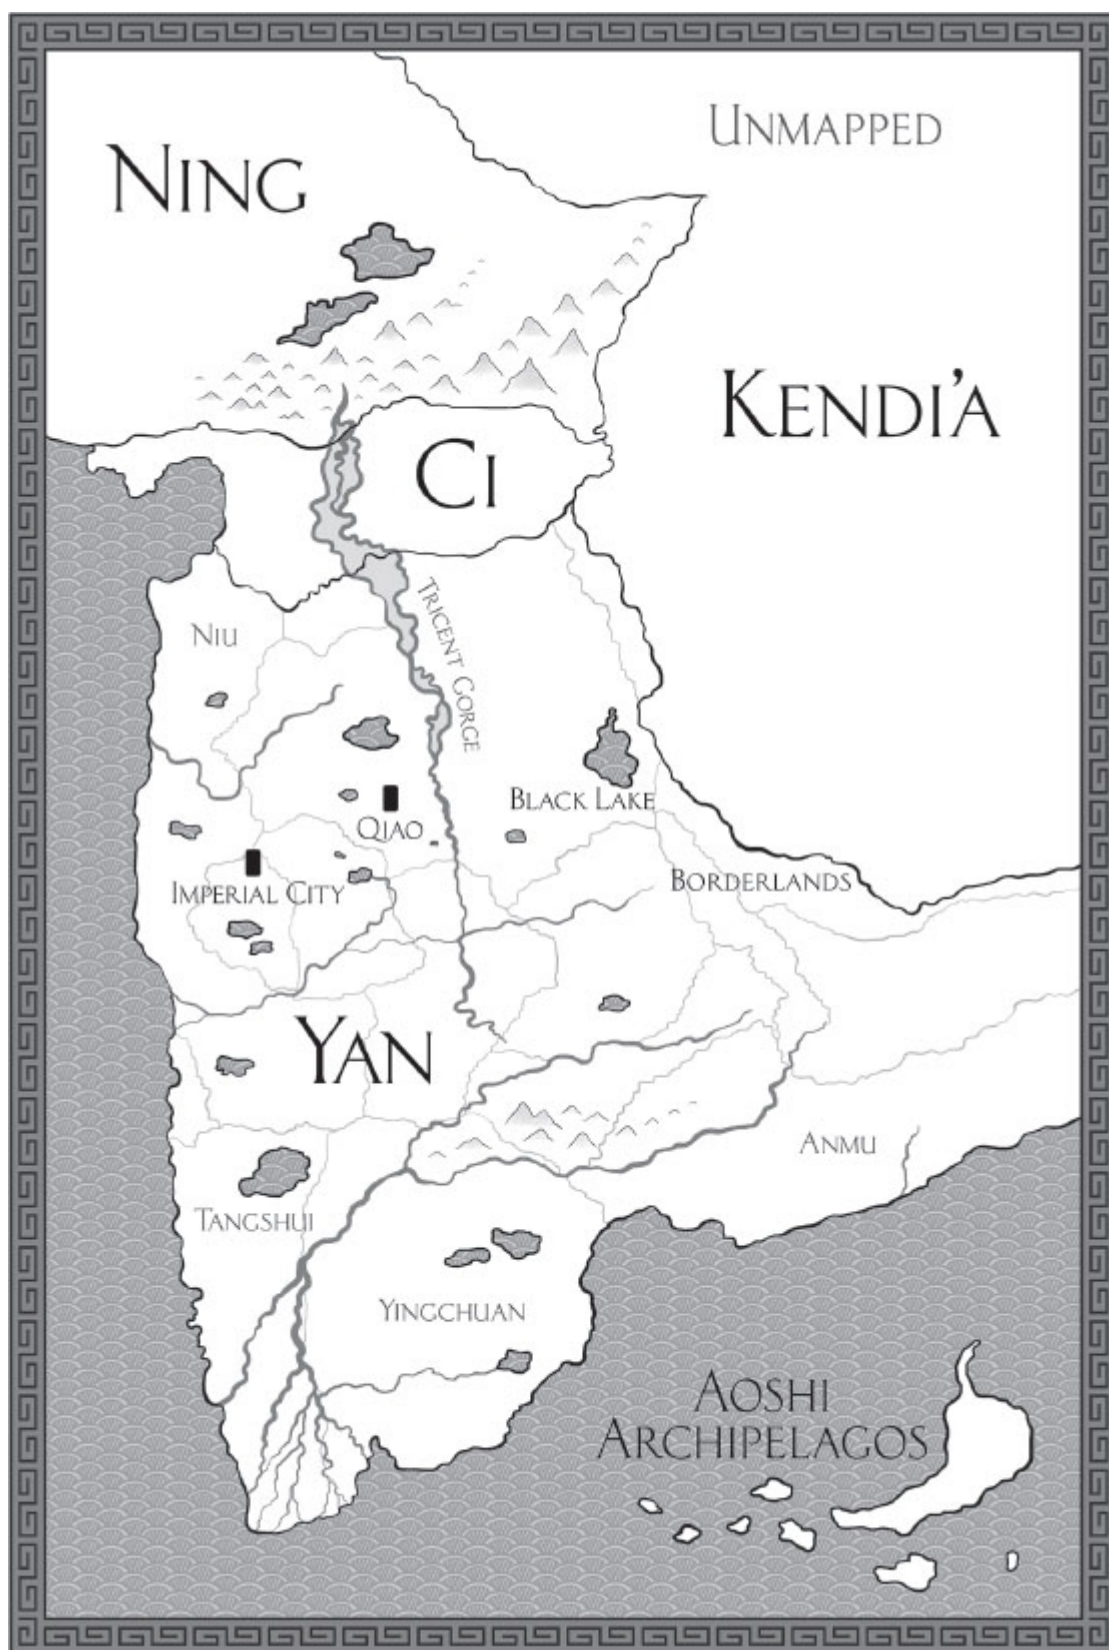 UNMAPPED
NING
KENDI'A
CI
TRICENT GORGE
NIU
BLACK LAKE
QIAO
IMPERIAL CITY
BORDERLANDS
YAN
ANMU
TANGSHUI
YINGCHUAN
AOSHI
ARCHIPELAGOS